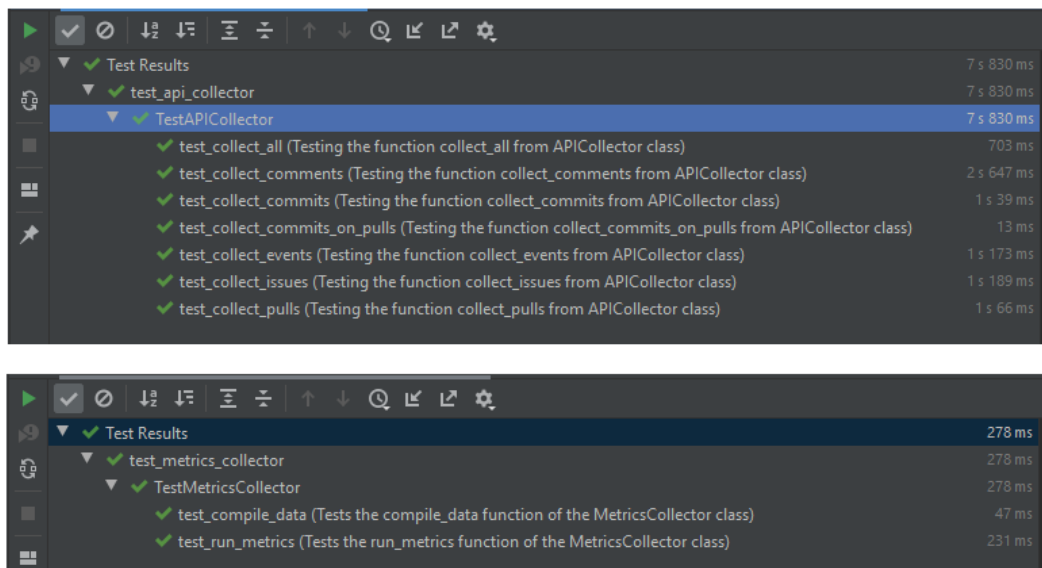 Test Results 7 s 830 ms
test_api_collector 7 s 830 ms
TestAPICollector 7 s 830 ms
test_collect_all (Testing the function collect_all from APICollector class) 703 ms
test_collect_comments (Testing the function collect_comments from APICollector class) 2 s 647 ms
test_collect_commits (Testing the function collect_commits from APICollector class) 1 s 39 ms
test_collect_commits_on_pulls (Testing the function collect_commits_on_pulls from APICollector class) 13 ms
test_collect_events (Testing the function collect_events from APICollector class) 1 s 173 ms
test_collect_issues (Testing the function collect_issues from APICollector class) 1 s 189 ms
test_collect_pulls (Testing the function collect_pulls from APICollector class) 1 s 66 ms
Test Results 278 ms
test_metrics_collector 278 ms
TestMetricsCollector 278 ms
test_compile_data (Tests the compile_data function of the MetricsCollector class) 47 ms
test_run_metrics (Tests the run_metrics function of the MetricsCollector class) 231 ms